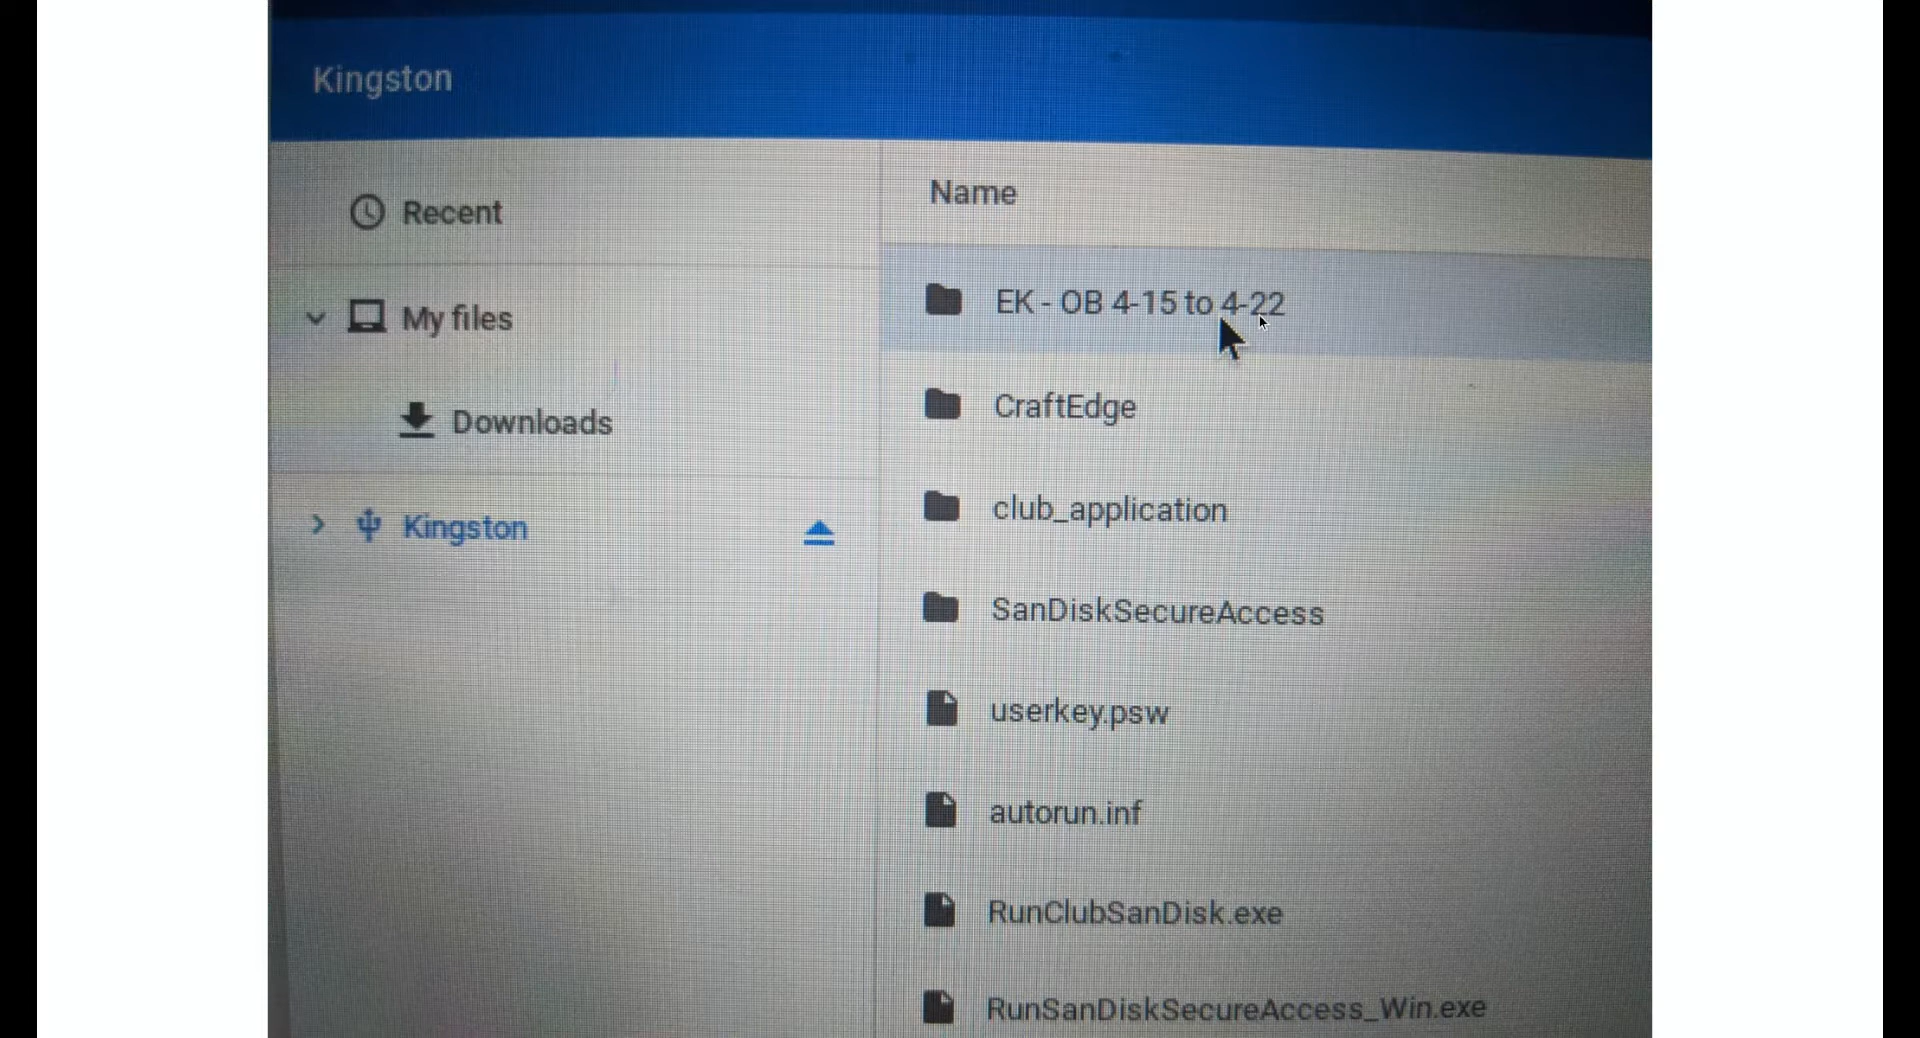 Kingston
Recent
My files
Downloads
Kingston
Name
EK - OB 4-15 to 4-22
CraftEdge
club_application
SanDiskSecureAccess
userkey.psw
autorun.inf
RunClubSanDisk.exe
RunSanDiskSecureAccess_Win.exe